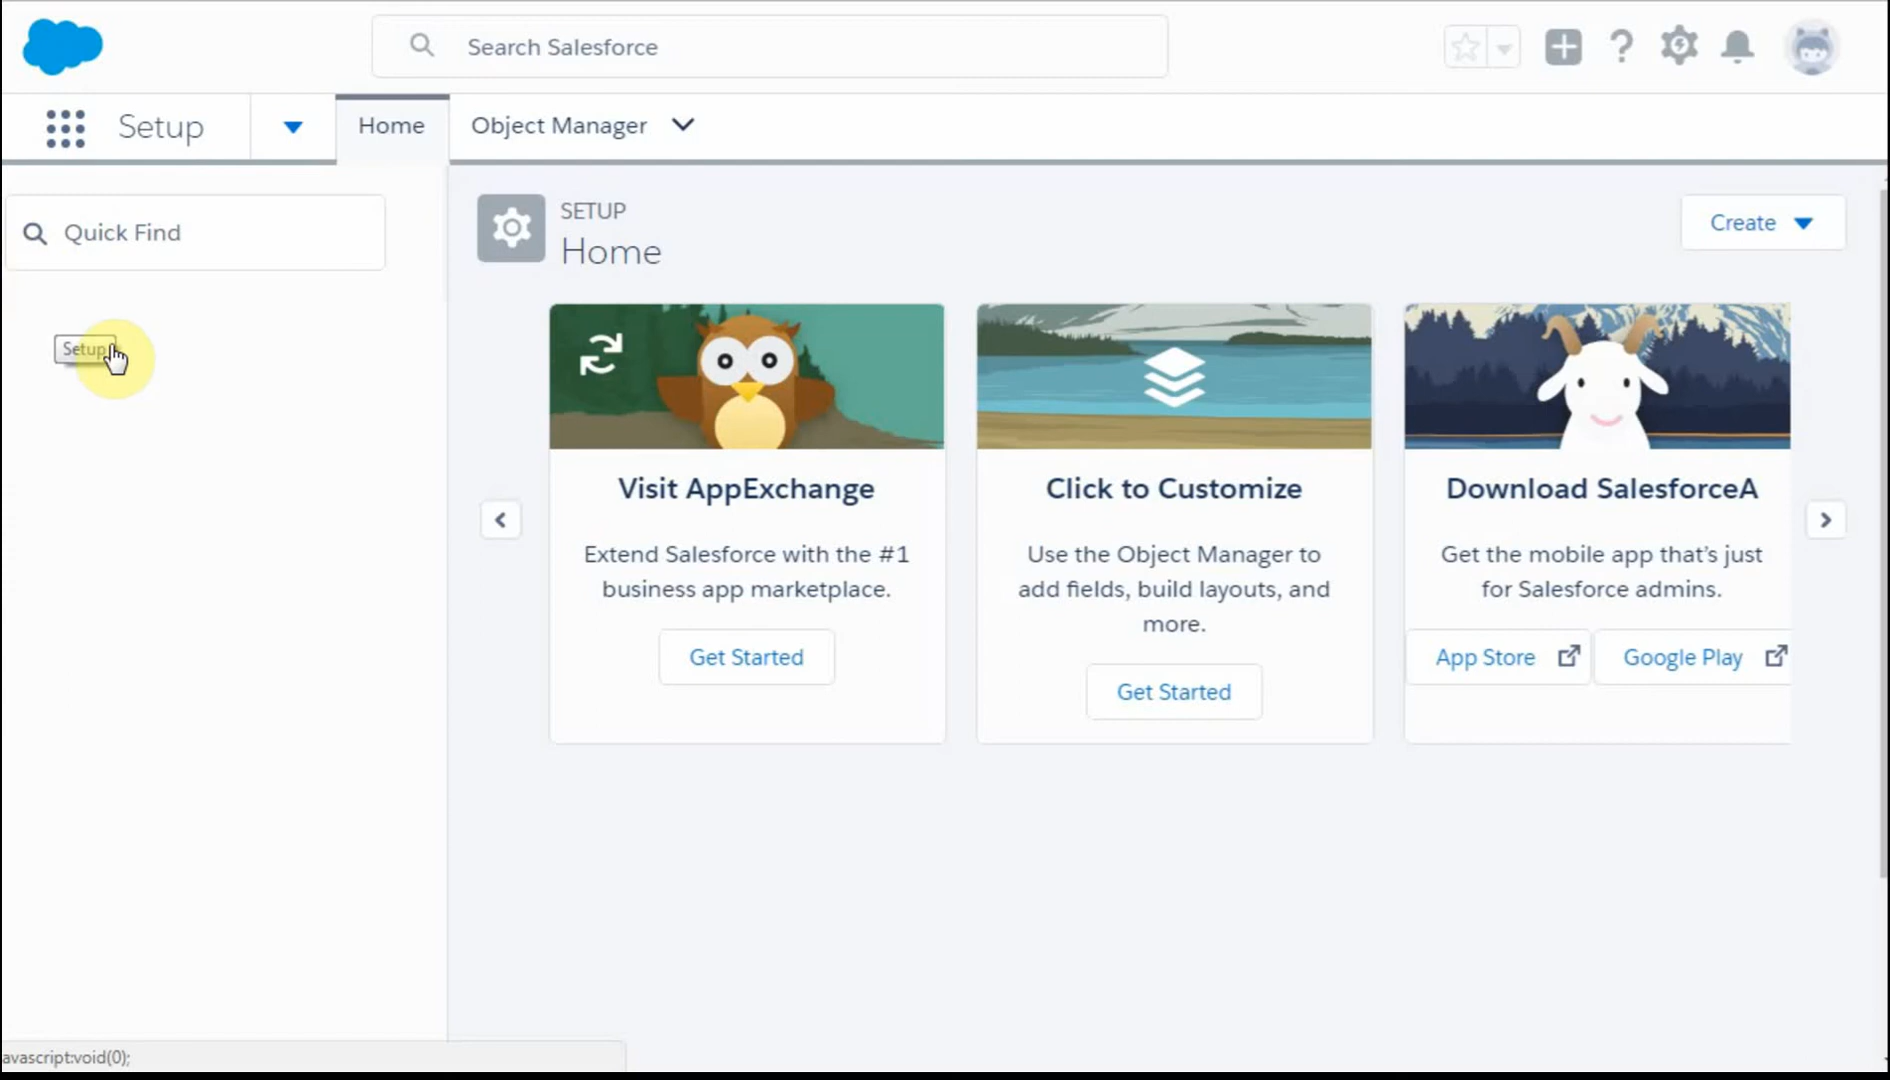 Search Salesforce
Setup
Home
Object Manager
Quick Find
Setup
SETUP
Home
Create
Visit AppExchange
Extend Salesforce with the #1
business app marketplace.
Get Started
Click to Customize
Use the Object Manager to
add fields, build layouts, and
more.
Get Started
Download SalesforceA
Get the mobile app that's just
for Salesforce admins.
App Store
Google Play
avascript:void(0);